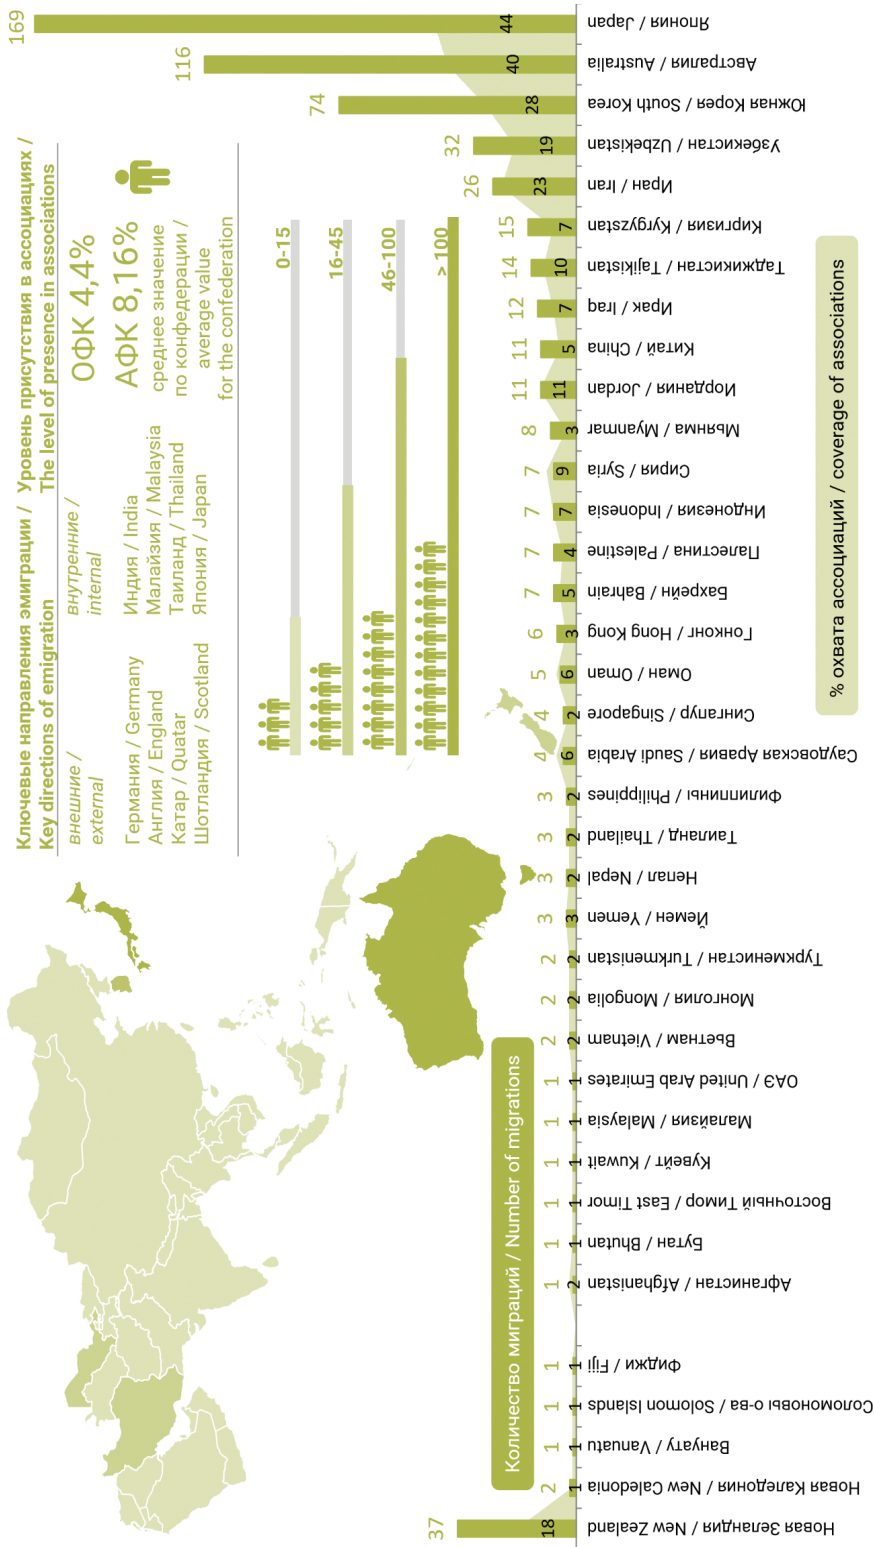 Ключевые направления эмиграции /
Key directions of emigration
внешние /
external
внутренние /
internal
Германия / Germany
Англия / England
Катар / Quatar
Шотландия / Scotland
Индия / India
Малайзия / Malaysia
Таиланд / Thailand
Япония / Japan
Уровень присутствия в ассоциациях /
The level of presence in associations
ОФК 4,4%
АФК 8,16%
среднее значение
по конфедерации /
average value
for the confederation
0-15
16-45
46-100
> 100
Количество миграций / Number of migrations
% охвата ассоциаций / coverage of associations
37
18
Новая Зеландия / New Zealand
2
1
Новая Каледония / New Caledonia
1
1
Вануату / Vanuatu
1
1
Соломоновы о-ва / Solomon Islands
1
1
Фиджи / Fiji
1
2
Афганистан / Afghanistan
1
1
Бутан / Bhutan
1
1
Восточный Тимор / East Timor
1
1
Кувейт / Kuwait
1
1
Малайзия / Malaysia
1
1
ОАЭ / United Arab Emirates
2
2
Вьетнам / Vietnam
2
2
Монголия / Mongolia
2
2
Туркменистан / Turkmenistan
3
3
Йемен / Yemen
3
2
Непал / Nepal
3
2
Таиланд / Thailand
3
2
Филиппины / Philippines
4
6
Саудовская Аравия / Saudi Arabia
4
2
Сингапур / Singapore
5
6
Оман / Oman
6
3
Гонконг / Hong Kong
7
5
Бахрейн / Bahrain
7
4
Палестина / Palestine
7
7
Индонезия / Indonesia
7
9
Сирия / Syria
8
3
Мьянма / Myanmar
11
11
Иордания / Jordan
11
5
Китай / China
12
7
Ирак / Iraq
14
10
Таджикистан / Tajikistan
15
7
Киргизия / Kyrgyzstan
26
23
Иран / Iran
32
19
Узбекистан / Uzbekistan
74
28
Южная Корея / South Korea
116
40
Австралия / Australia
169
44
Япония / Japan